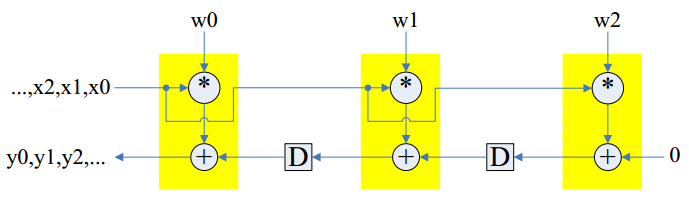 w0 w1 w2
...,x2,x1,x0 * * *
y0,y1,y2,... + D + D + 0